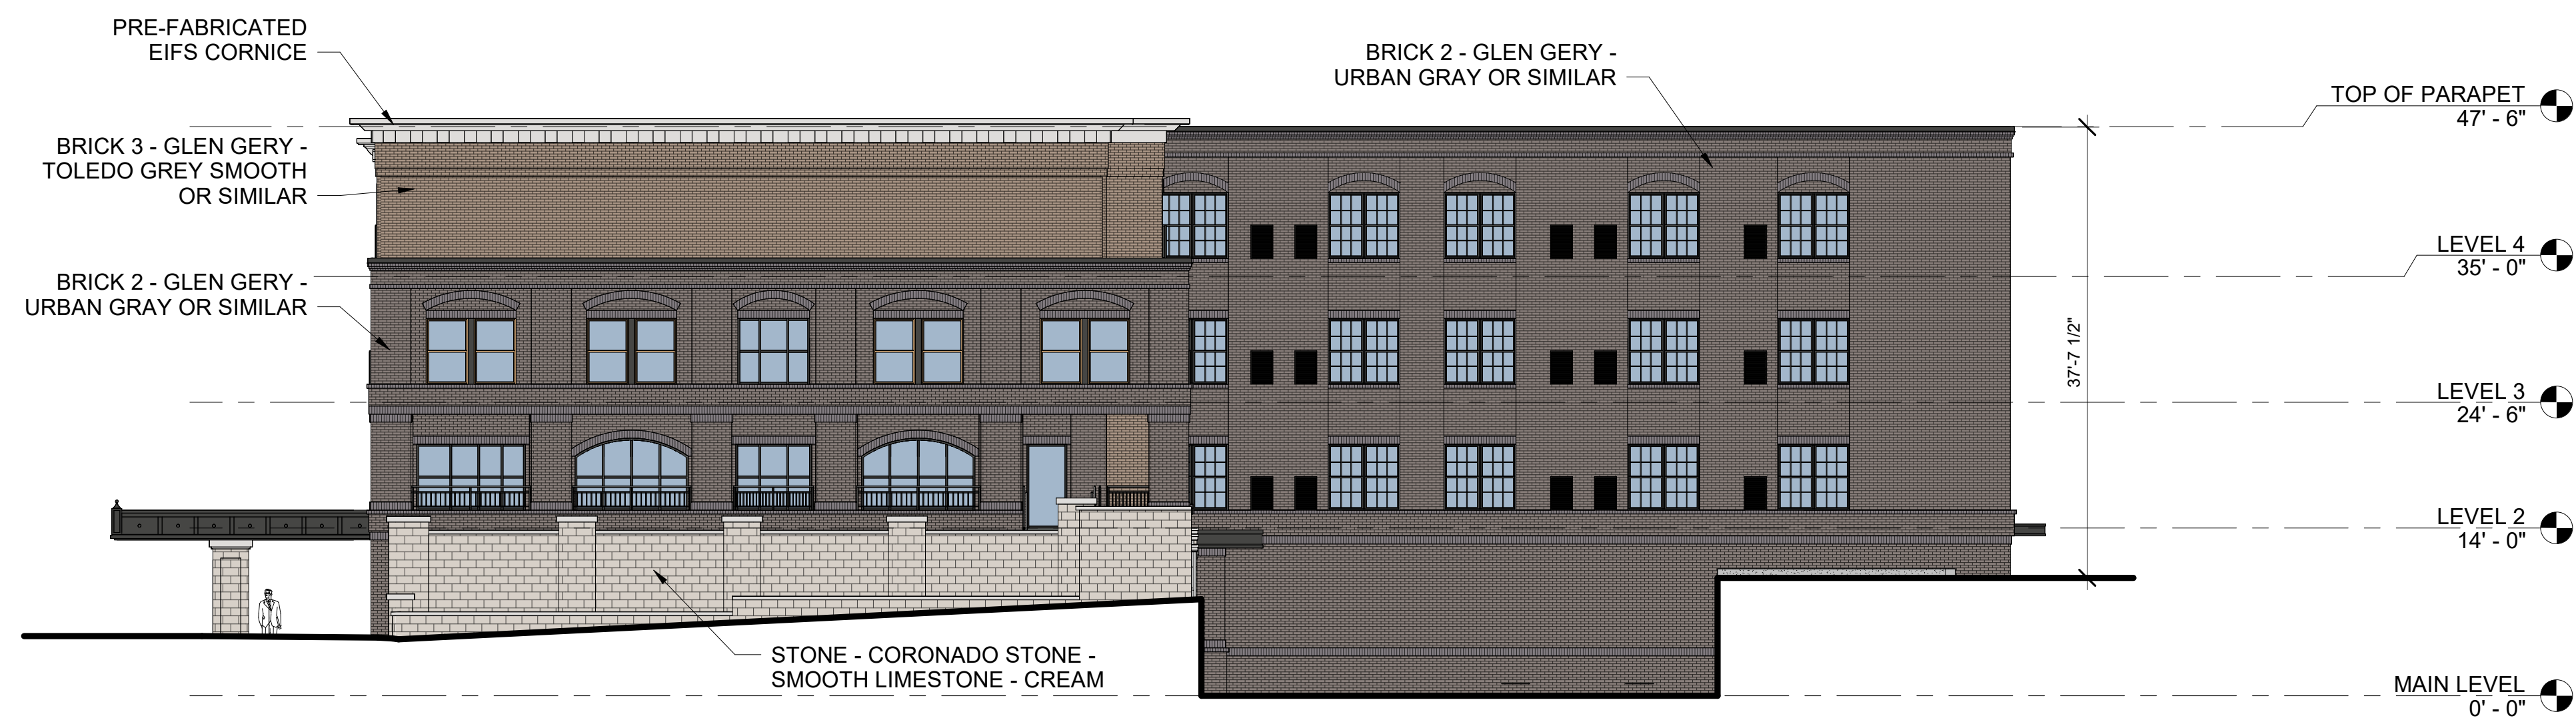 PRE-FABRICATED
EIFS CORNICE
BRICK 3 - GLEN GERY -
TOLEDO GREY SMOOTH
OR SIMILAR
BRICK 2 - GLEN GERY -
URBAN GRAY OR SIMILAR
STONE - CORONADO STONE -
SMOOTH LIMESTONE - CREAM
BRICK 2 - GLEN GERY -
URBAN GRAY OR SIMILAR
37'-7 1/2"
TOP OF PARAPET
47' - 6"
LEVEL 4
35' - 0"
LEVEL 3
24' - 6"
LEVEL 2
14' - 0"
MAIN LEVEL
0' - 0"